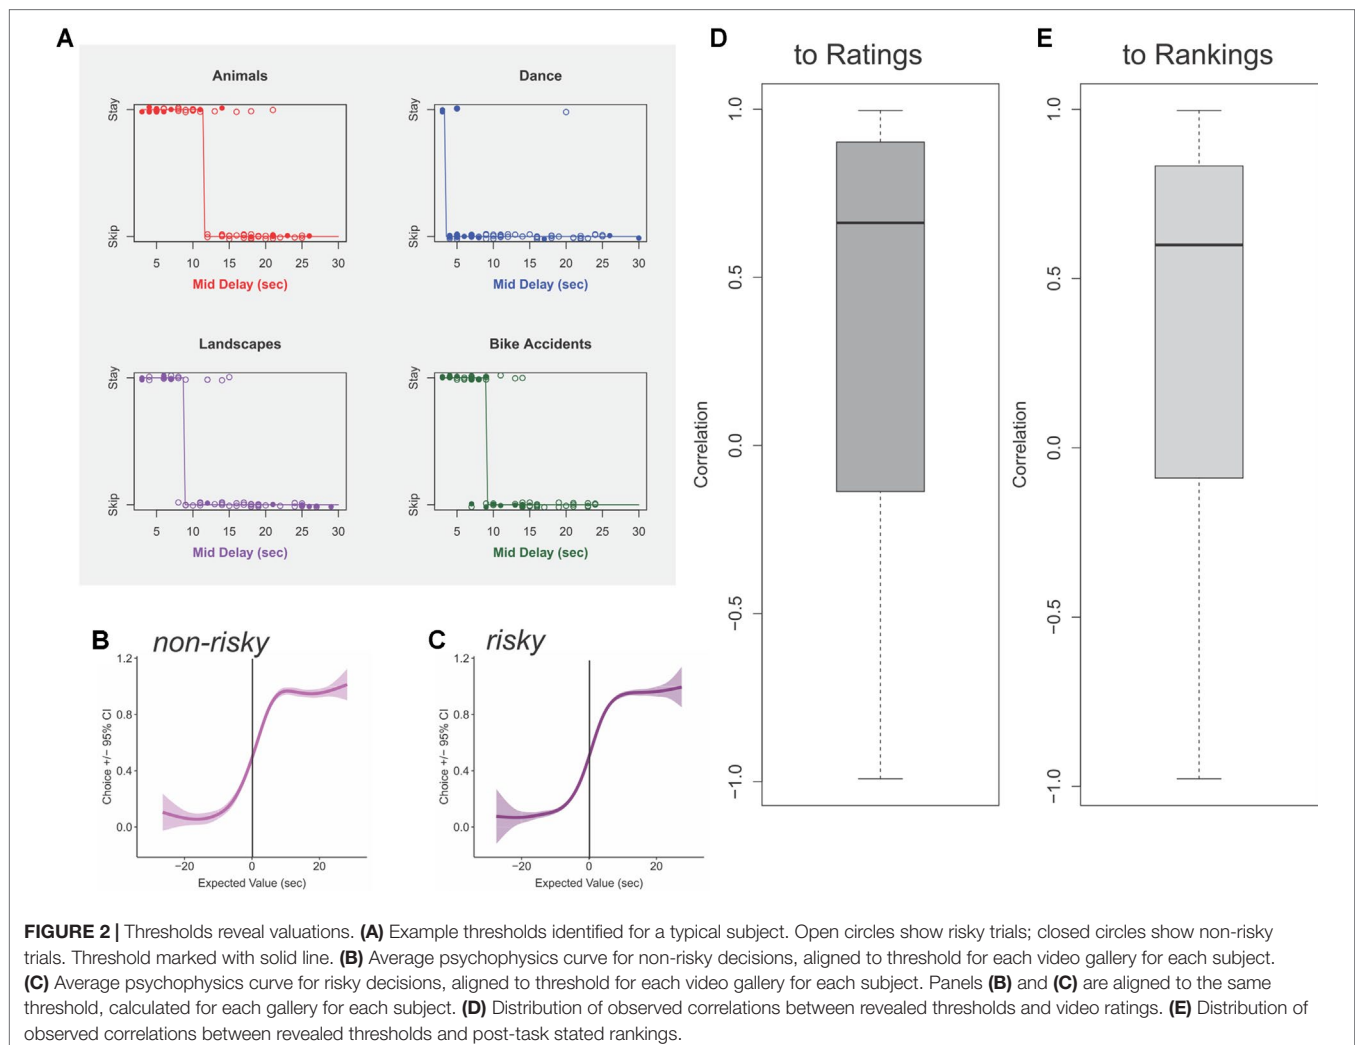 A
Animals
Stay
Skip
5 10 15 20 25 30
Mid Delay (sec)
Dance
Stay
Skip
5 10 15 20 25 30
Mid Delay (sec)
Landscapes
Stay
Skip
5 10 15 20 25 30
Mid Delay (sec)
Bike Accidents
Stay
Skip
5 10 15 20 25 30
Mid Delay (sec)
B non-risky
1.2
0.8
0.4
0.0
Choice +/− 95% CI
−20 0 20
Expected Value (sec)
C risky
1.2
0.8
0.4
0.0
Choice +/− 95% CI
−20 0 20
Expected Value (sec)
D
to Ratings
1.0
0.5
0.0
−0.5
−1.0
Correlation
E
to Rankings
1.0
0.5
0.0
−0.5
−1.0
Correlation
FIGURE 2 | Thresholds reveal valuations. (A) Example thresholds identified for a typical subject. Open circles show risky trials; closed circles show non-risky
trials. Threshold marked with solid line. (B) Average psychophysics curve for non-risky decisions, aligned to threshold for each video gallery for each subject.
(C) Average psychophysics curve for risky decisions, aligned to threshold for each video gallery for each subject. Panels (B) and (C) are aligned to the same
threshold, calculated for each gallery for each subject. (D) Distribution of observed correlations between revealed thresholds and video ratings. (E) Distribution of
observed correlations between revealed thresholds and post-task stated rankings.